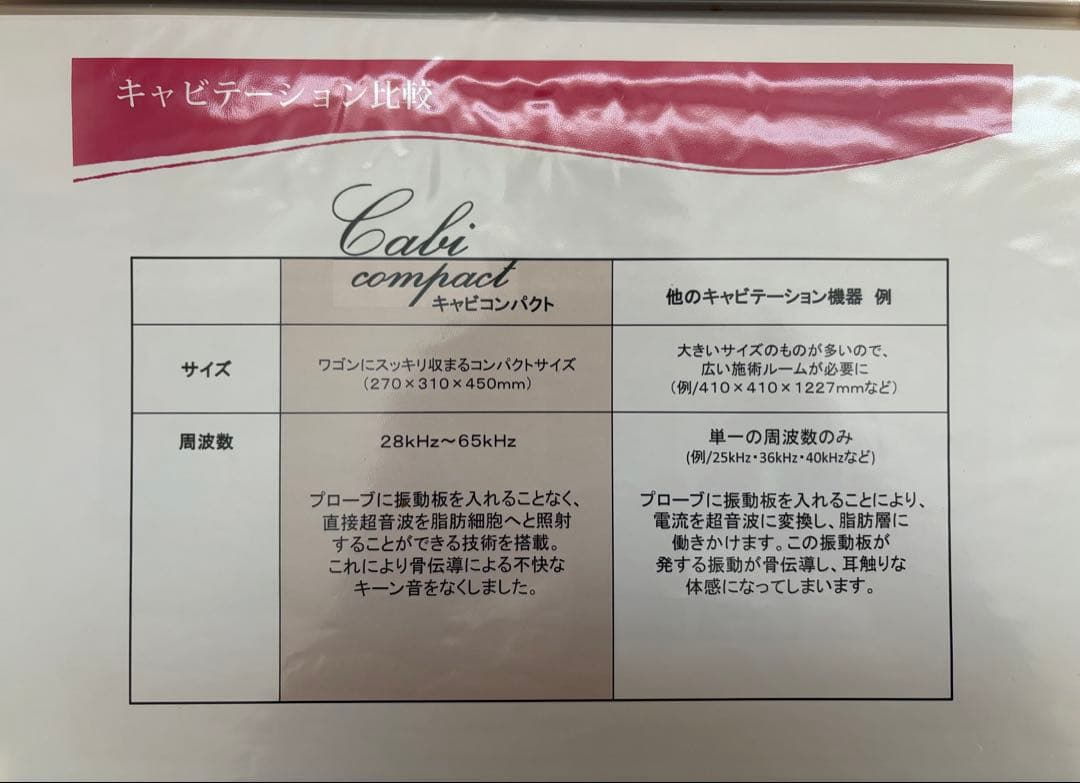 キャビテーション比較
Cabi
compact
キャビコンパクト
他のキャビテーション機器 例
サイズ
ワゴンにスッキリ収まるコンパクトサイズ
（270×310×450mm）
大きいサイズのものが多いので、
広い施術ルームが必要に
（例/410×410×1227mmなど）
周波数
28kHz～65kHz
単一の周波数のみ
(例/25kHz・36kHz・40kHzなど)
プローブに振動板を入れることなく、
直接超音波を脂肪細胞へと照射
することができる技術を搭載。
これにより骨伝導による不快な
キーン音をなくしました。
プローブに振動板を入れることにより、
電流を超音波に変換し、脂肪層に
働きかけます。この振動板が
発する振動が骨伝導し、耳触りな
体感になってしまいます。